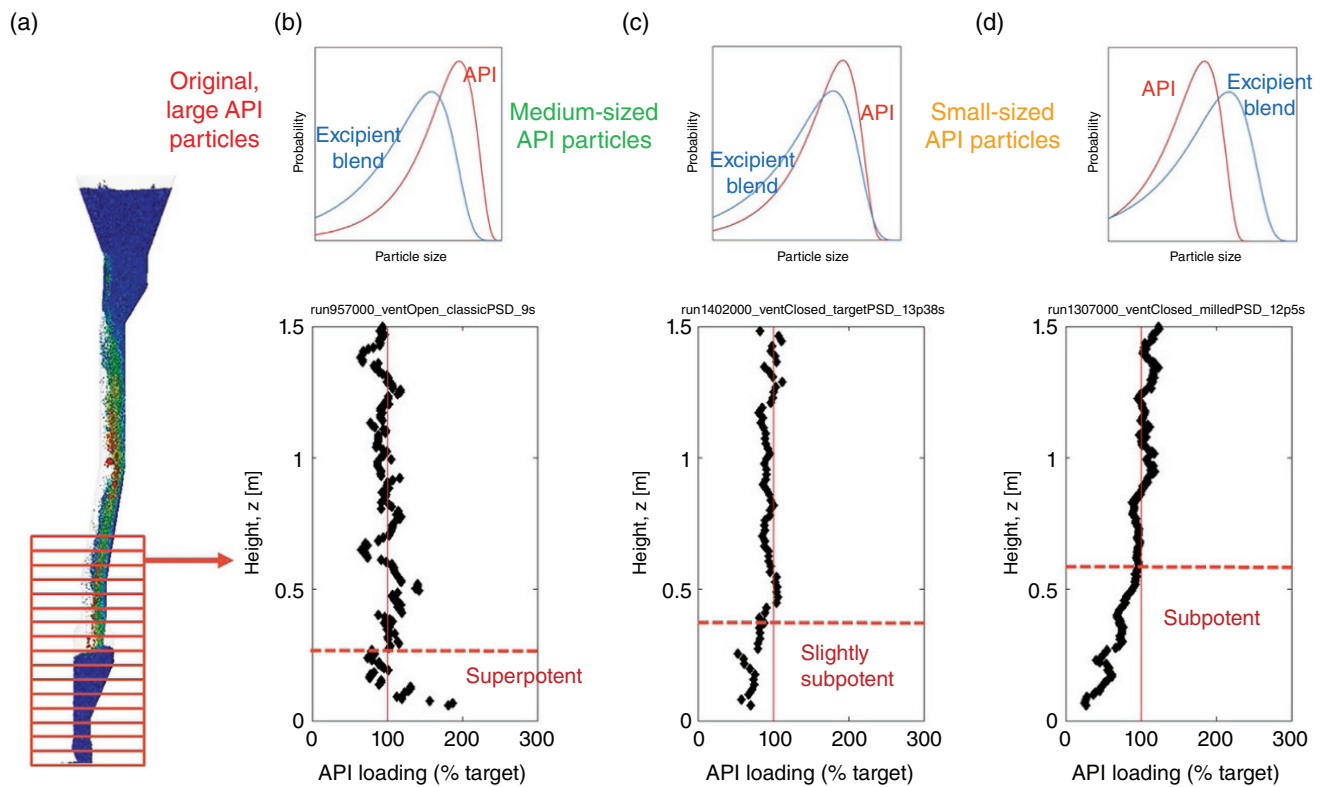 (a)
(b)
(c)
(d)
Original,
large API
particles
Probability
API
Excipient
blend
Particle size
Medium-sized
API particles
Probability
API
Excipient
blend
Particle size
Small-sized
API particles
Probability
API
Excipient
blend
Particle size
run957000_ventOpen_classicPSD_9s
Height, z [m]
1.5
1
0.5
0
Superpotent
0 100 200 300
API loading (% target)
run1402000_ventClosed_targetPSD_13p38s
Height, z [m]
1.5
1
0.5
0
Slightly
subpotent
0 100 200 300
API loading (% target)
run1307000_ventClosed_milledPSD_12p5s
Height, z [m]
1.5
1
0.5
0
Subpotent
0 100 200 300
API loading (% target)